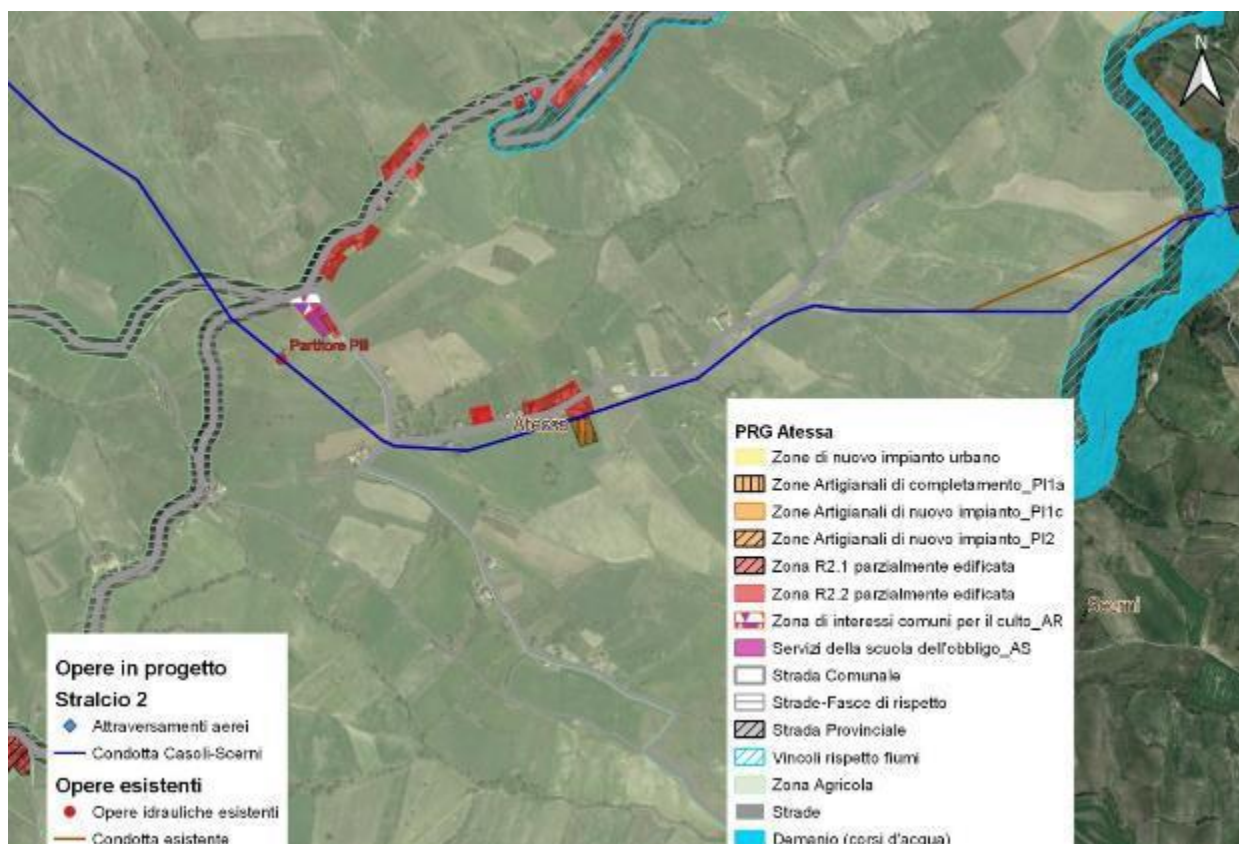 N
Partitore Pili
Atessa
Scerni
PRG Atessa
Zone di nuovo impianto urbano
Zone Artigianali di completamento_PI1a
Zone Artigianali di nuovo impianto_PI1c
Zone Artigianali di nuovo impianto_PI2
Zona R2.1 parzialmente edificata
Zona R2.2 parzialmente edificata
Zona di interessi comuni per il culto_AR
Servizi della scuola dell'obbligo_AS
Strada Comunale
Strade-Fasce di rispetto
Strada Provinciale
Vincoli rispetto fiumi
Zona Agricola
Strade
Demanio (corsi d'acqua)
Opere in progetto
Stralcio 2
Attraversamenti aerei
Condotta Casoli-Scerni
Opere esistenti
Opere idrauliche esistenti
Condotta esistente